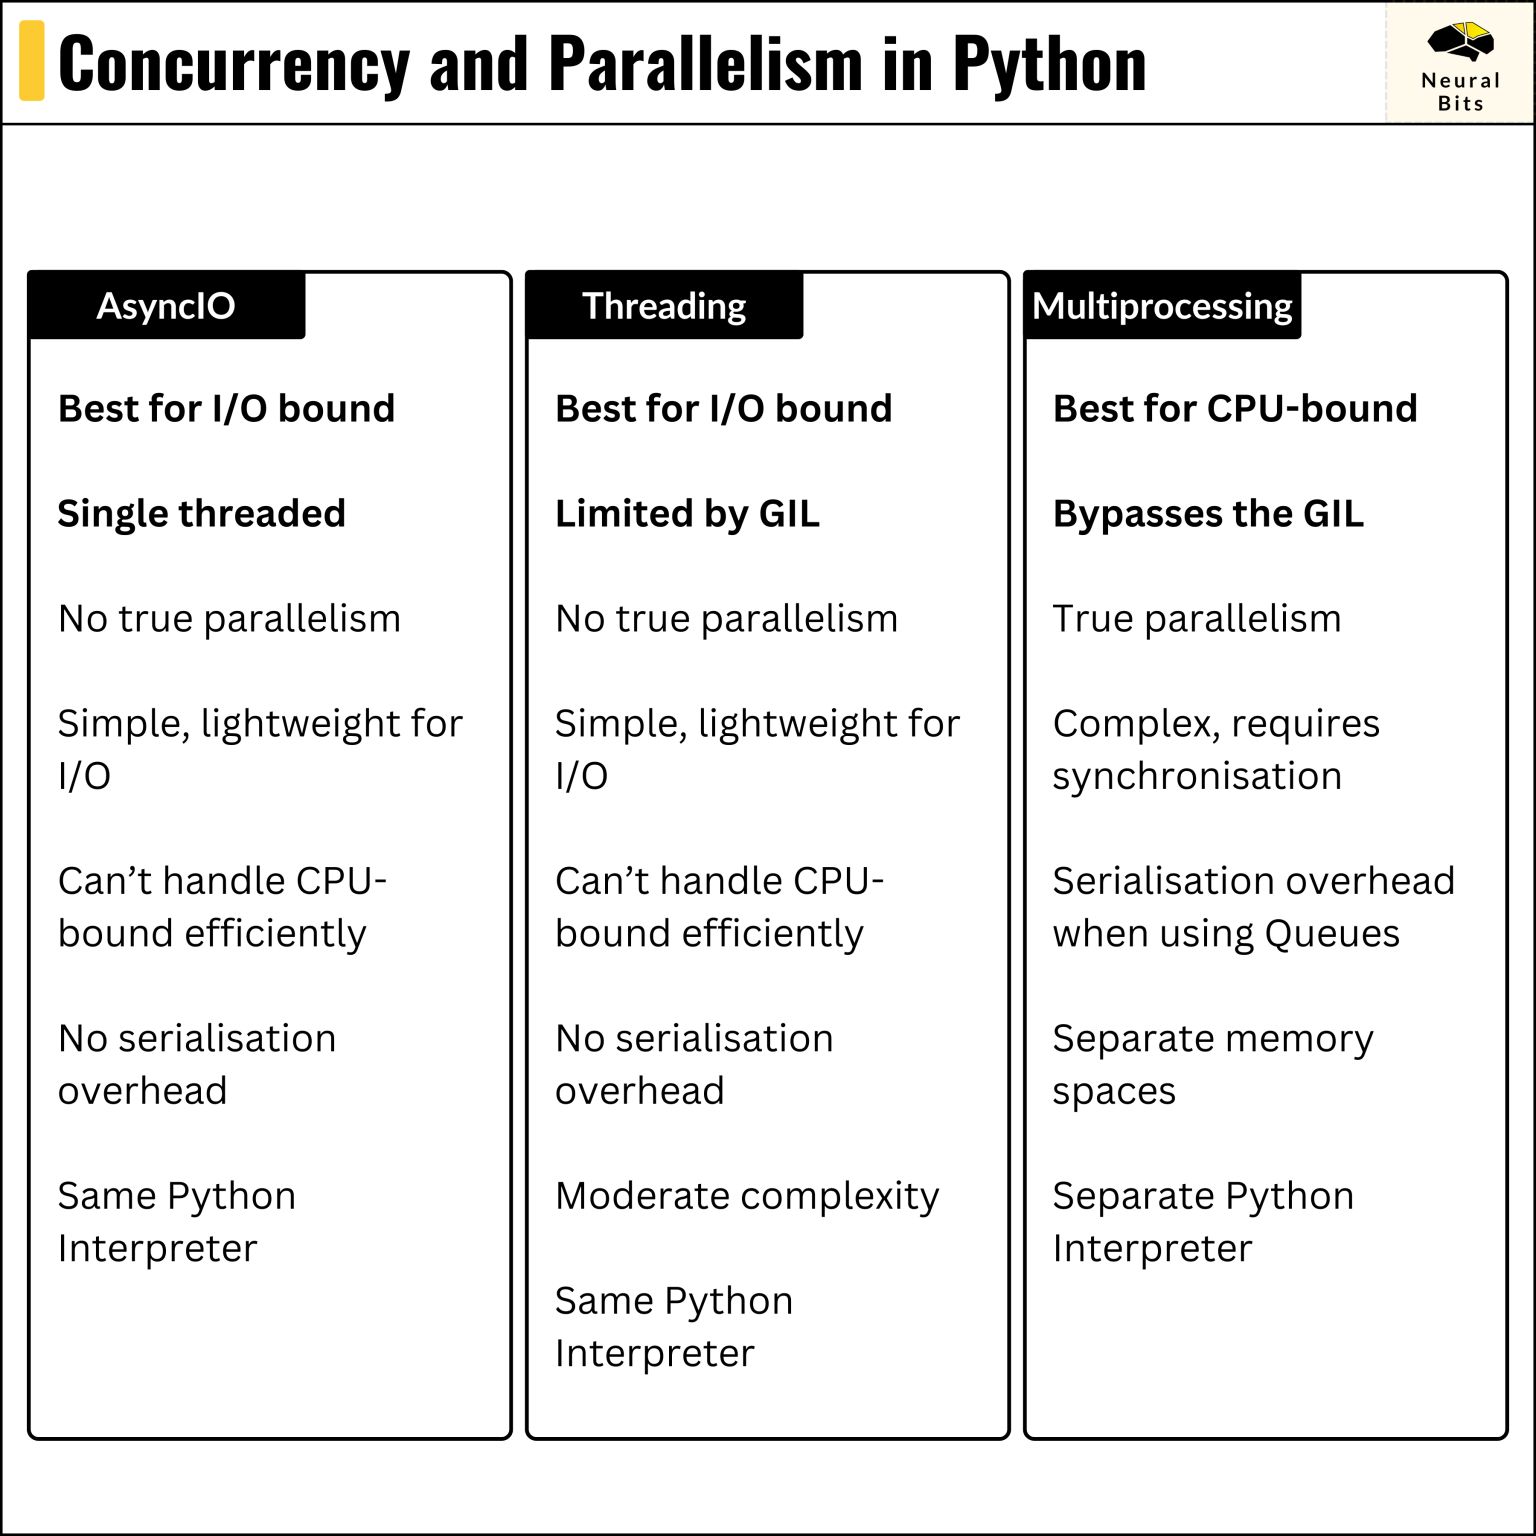 Concurrency and Parallelism in Python
Neural
Bits
AsyncIO
Best for I/O bound
Single threaded
No true parallelism
Simple, lightweight for
I/O
Can’t handle CPU-
bound efficiently
No serialisation
overhead
Same Python
Interpreter
Threading
Best for I/O bound
Limited by GIL
No true parallelism
Simple, lightweight for
I/O
Can’t handle CPU-
bound efficiently
No serialisation
overhead
Moderate complexity
Same Python
Interpreter
Multiprocessing
Best for CPU-bound
Bypasses the GIL
True parallelism
Complex, requires
synchronisation
Serialisation overhead
when using Queues
Separate memory
spaces
Separate Python
Interpreter